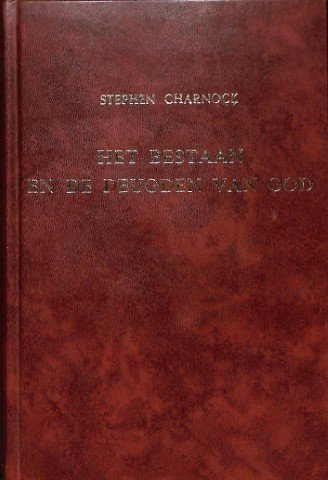 STEPHEN CHARNOCK
HET BESTAAN
EN DE DEUGDEN VAN GOD